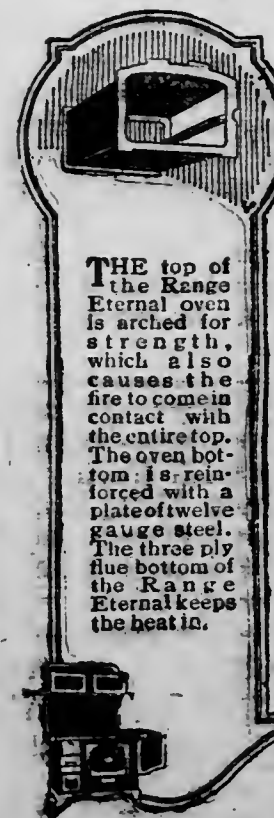 THE top of
the Range
Eternal oven
is arched for
strength,
which also
causes the
fire to come in
contact with
the entire top.
The oven bot-
tom is rein-
forced with a
plate of twelve
gauge steel.
The three ply
flue bottom of
the Range
Eternal keeps
the heat in.